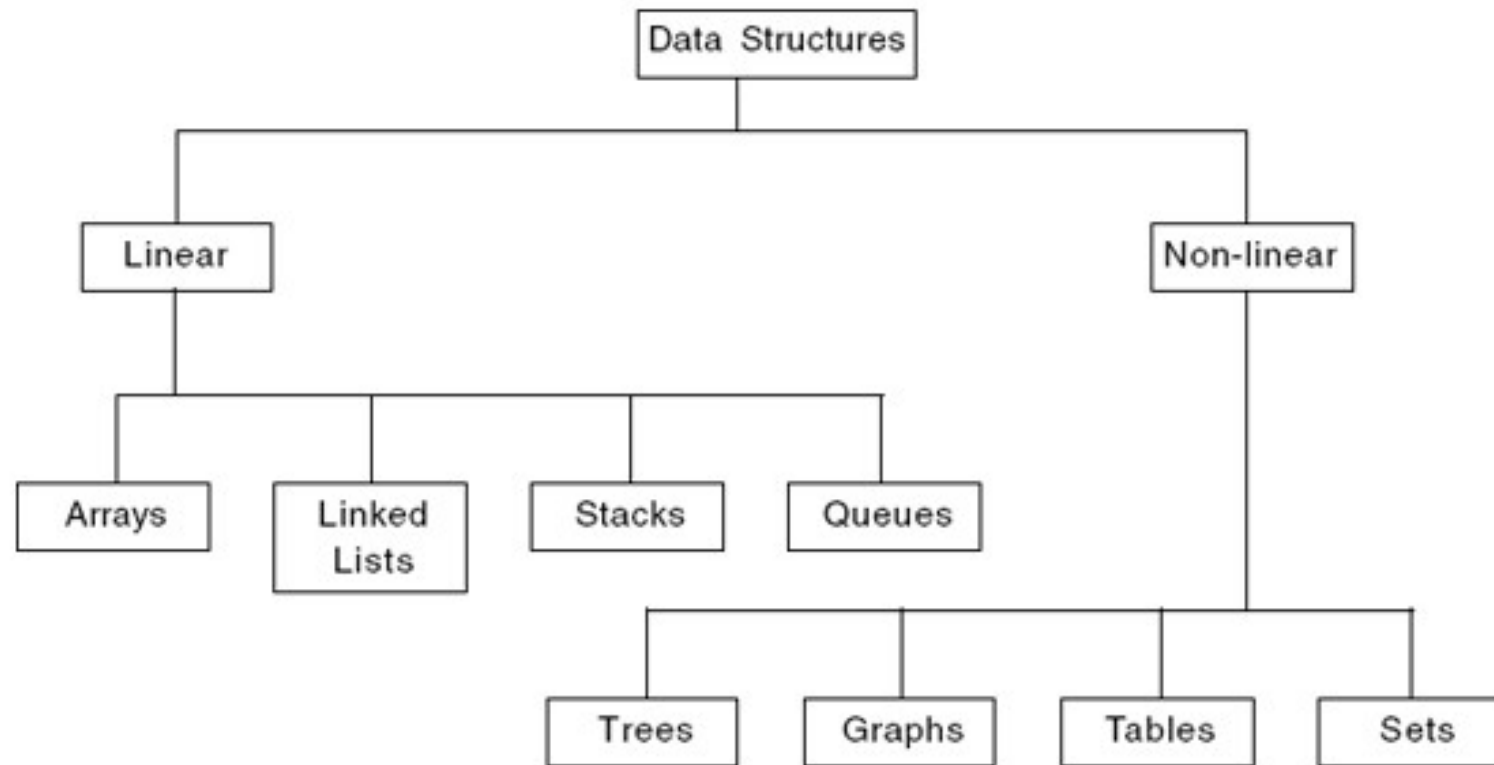 Data Structures
Linear
Non-linear
Arrays
Linked
Lists
Stacks
Queues
Trees
Graphs
Tables
Sets